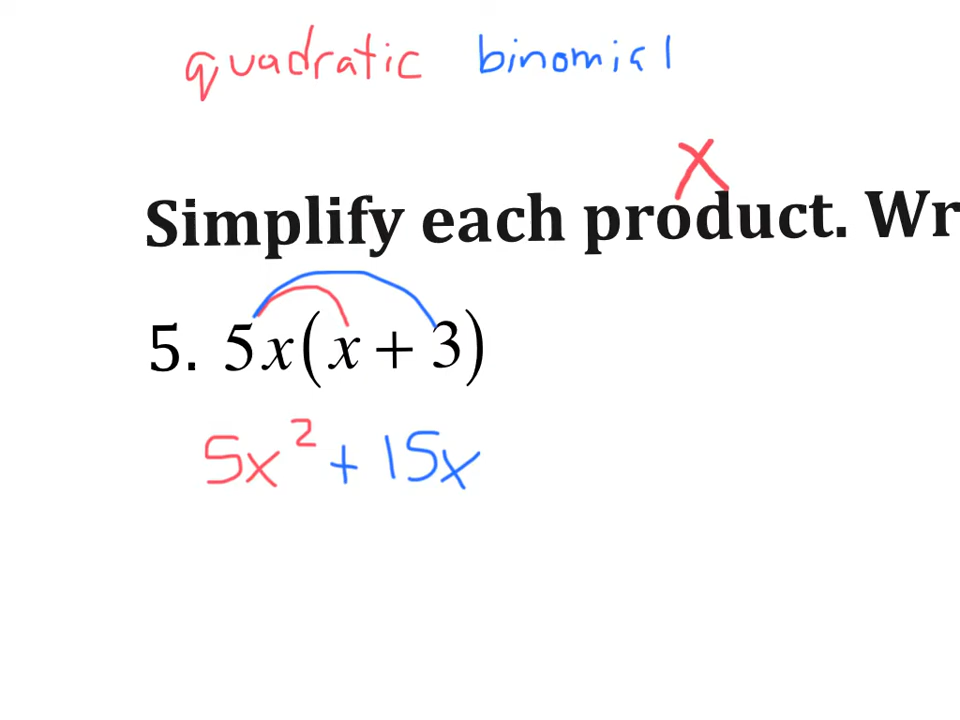 quadratic binomial
x
Simplify each product. Wr
5. 5x(x + 3)
5x² + 15x